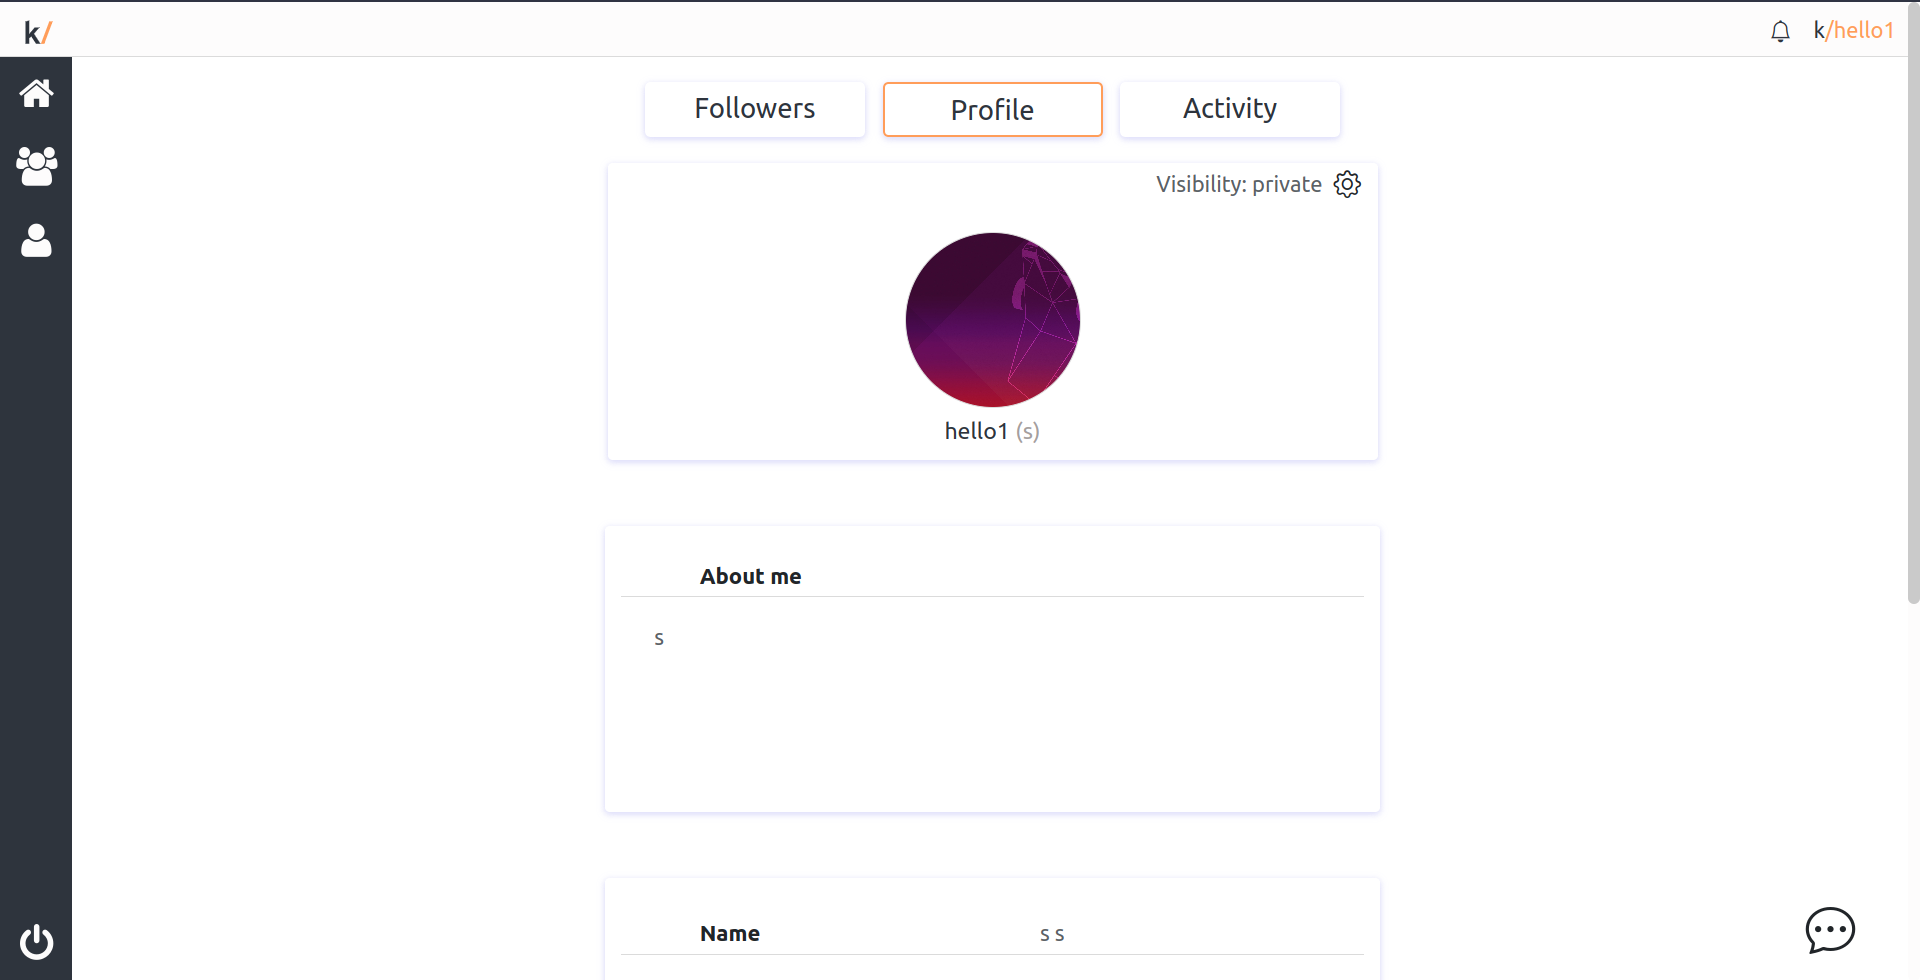 k/
k/hello1
Followers
Profile
Activity
Visibility: private
hello1 (s)
About me
s
Name s s